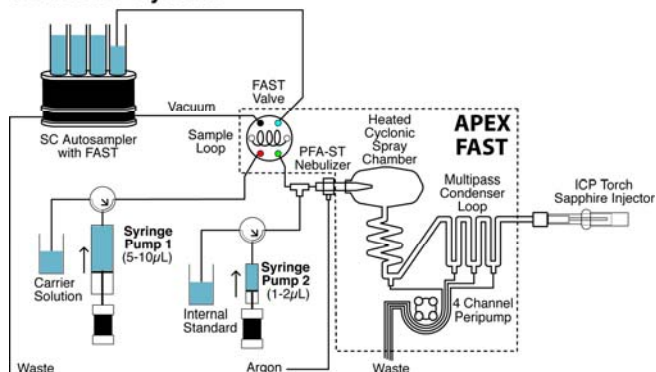 FAST
Valve
Vacuum
SC Autosampler
with FAST
Sample
Loop
PFA-ST
Nebulizer
Heated
Cyclonic
Spray
Chamber
APEX
FAST
Multipass
Condenser
Loop
ICP Torch
Sapphire Injector
Syringe
Pump 1
(5-10µL)
Carrier
Solution
Syringe
Pump 2
(1-2µL)
Internal
Standard
4 Channel
Peripump
Waste
Argon
Waste